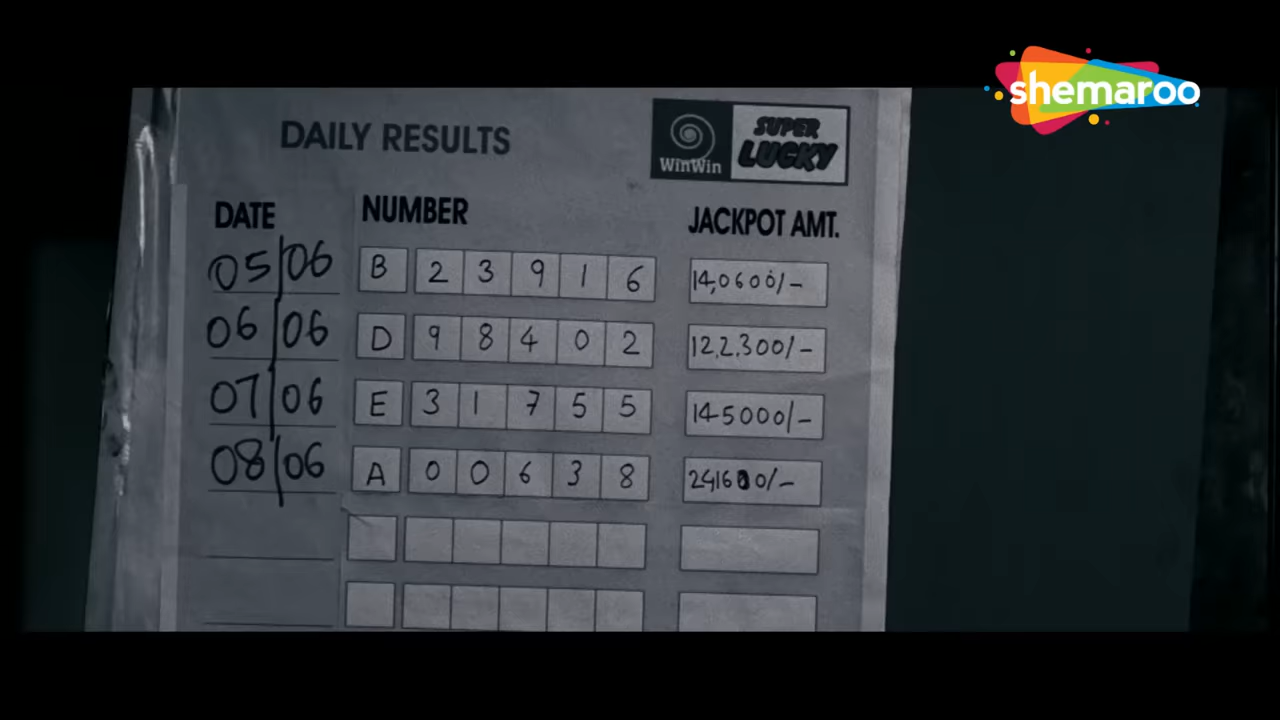 shemaroo
DAILY RESULTS
WinWin
SUPER
LUCKY
DATE NUMBER JACKPOT AMT.
05/06 B 2 3 9 1 6 14,0600/-
06/06 D 9 8 4 0 2 12,2,300/-
07/06 E 3 1 7 5 5 145000/-
08/06 A 0 0 6 3 8 241600/-